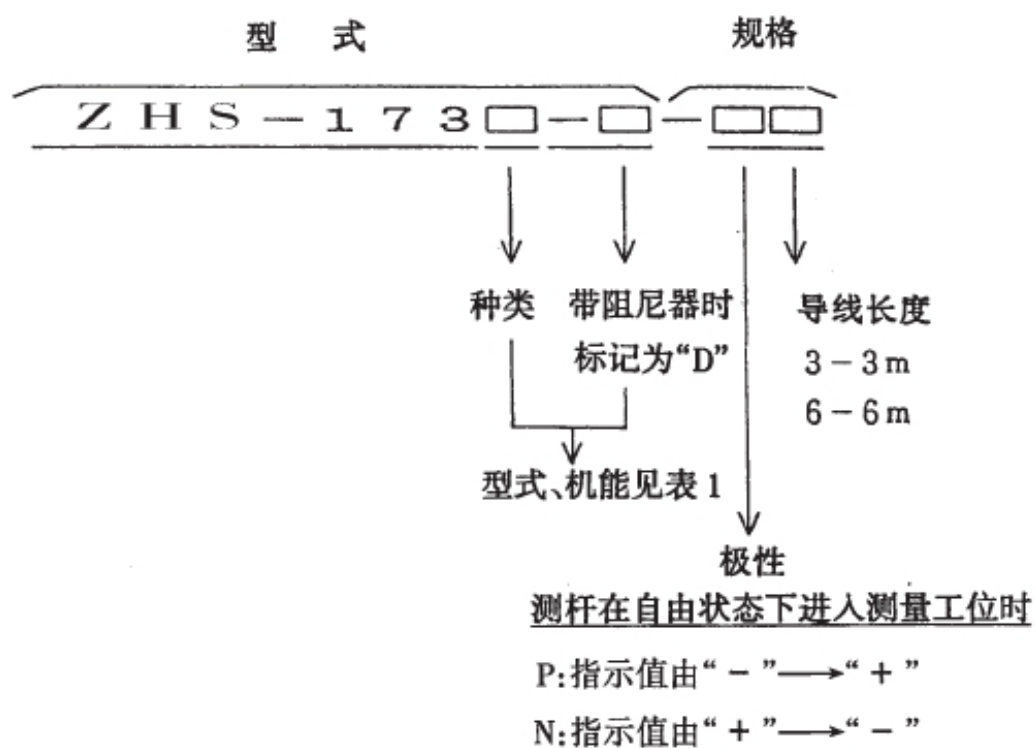 型 式 规格
ZHS-173□-□-□□
种类 带阻尼器时 导线长度
标记为“D” 3-3m
6-6m
型式、机能见表1
极性
测杆在自由状态下进入测量工位时
P:指示值由“-”→“+”
N:指示值由“+”→“-”